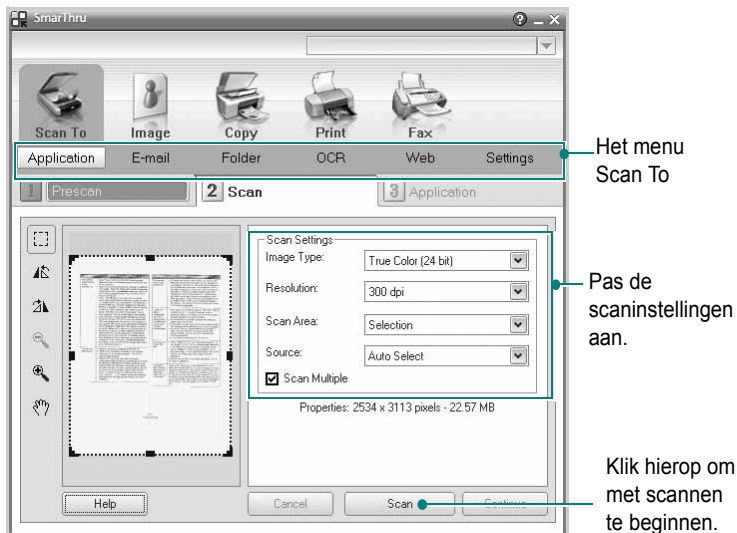 SmarThru
Scan To Image Copy Print Fax
Application E-mail Folder OCR Web Settings
Het menu
Scan To
1 Prescan 2 Scan 3 Application
Scan Settings
Image Type: True Color (24 bit)
Resolution: 300 dpi
Scan Area: Selection
Source: Auto Select
Scan Multiple
Pas de
scaninstellingen
aan.
Properties: 2534 x 3113 pixels - 22.57 MB
Help Cancel Scan Continue
Klik hierop om
met scannen
te beginnen.